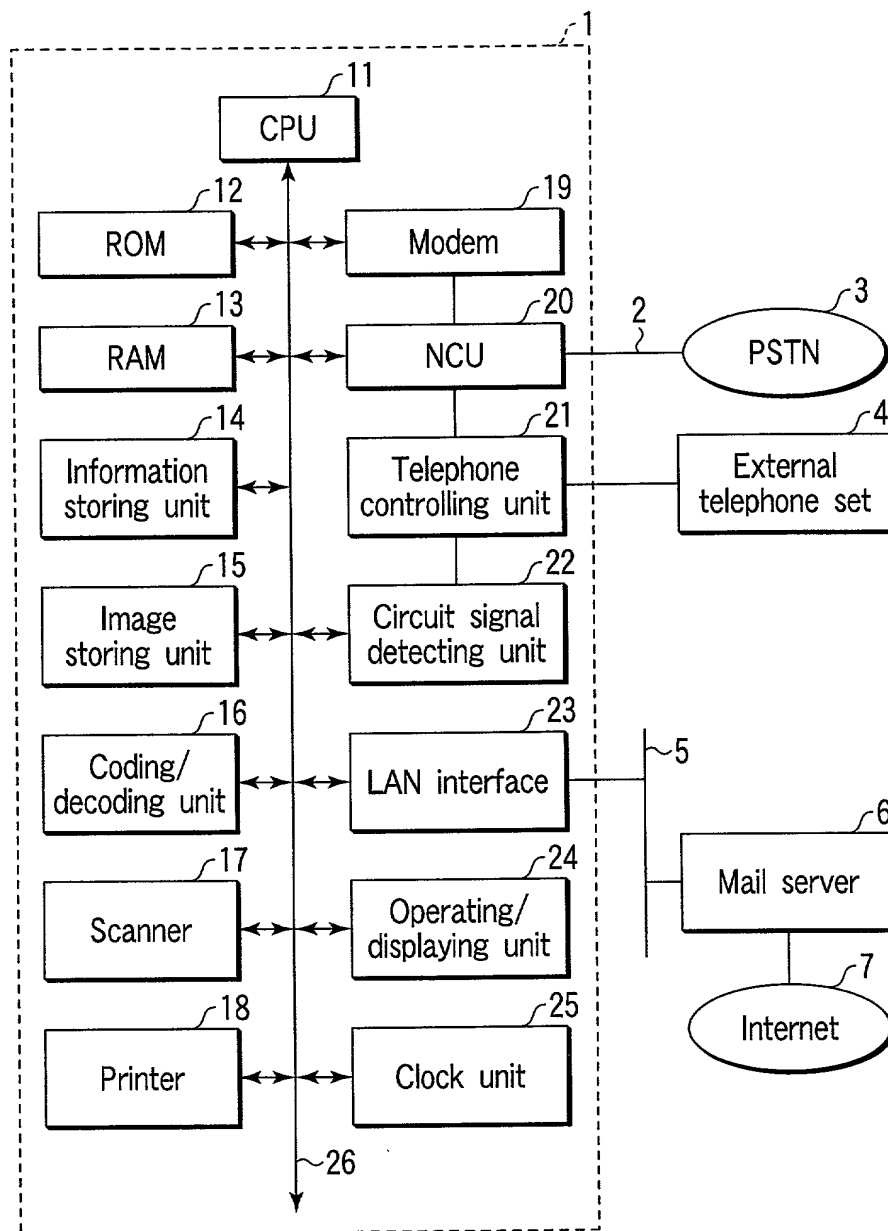 1
11
CPU
12
ROM
19
Modem
13
RAM
20
NCU
2
3
PSTN
14
Information
storing unit
21
Telephone
controlling unit
4
External
telephone set
15
Image
storing unit
22
Circuit signal
detecting unit
16
Coding/
decoding unit
23
LAN interface
5
6
Mail server
17
Scanner
24
Operating/
displaying unit
7
Internet
18
Printer
25
Clock unit
26